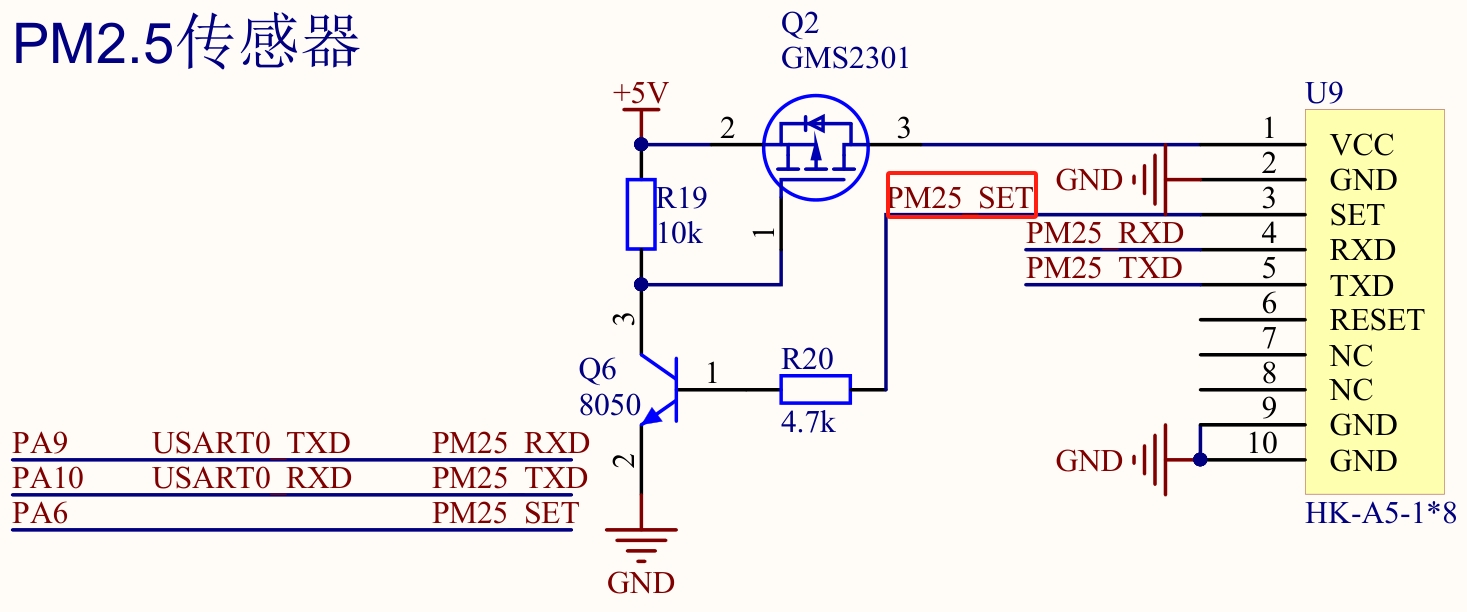 PM2.5传感器
Q2
GMS2301
+5V
2
3
R19
10k
1
3
Q6
8050
1
2
GND
R20
4.7k
PM25_SET
PM25_RXD
PM25_TXD
GND
GND
U9
1 VCC
2 GND
3 SET
4 RXD
5 TXD
6 RESET
7 NC
8 NC
9 GND
10 GND
HK-A5-1*8
PA9 USART0_TXD PM25_RXD
PA10 USART0_RXD PM25_TXD
PA6 PM25_SET